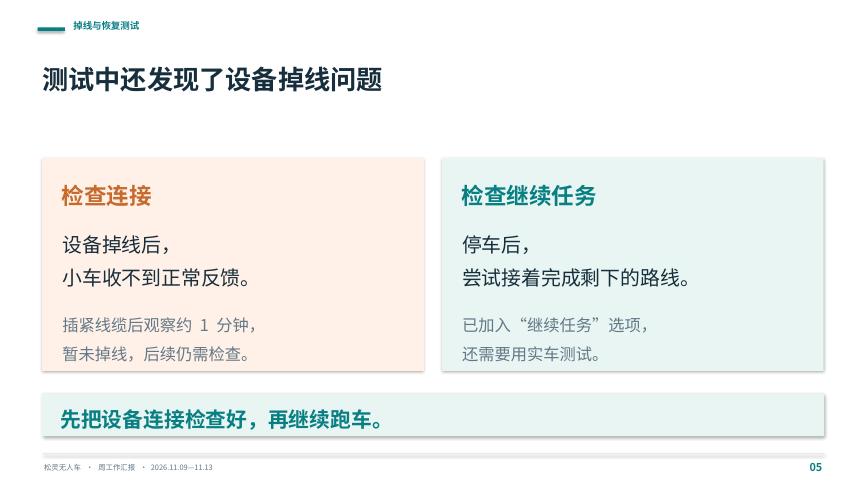 掉线与恢复测试
测试中还发现了设备掉线问题
检查连接
设备掉线后，
小车收不到正常反馈。
插紧线缆后观察约 1 分钟，
暂未掉线，后续仍需检查。
检查继续任务
停车后，
尝试接着完成剩下的路线。
已加入“继续任务”选项，
还需要用实车测试。
先把设备连接检查好，再继续跑车。
松灵无人车 · 周工作汇报 · 2026.11.09—11.13
05